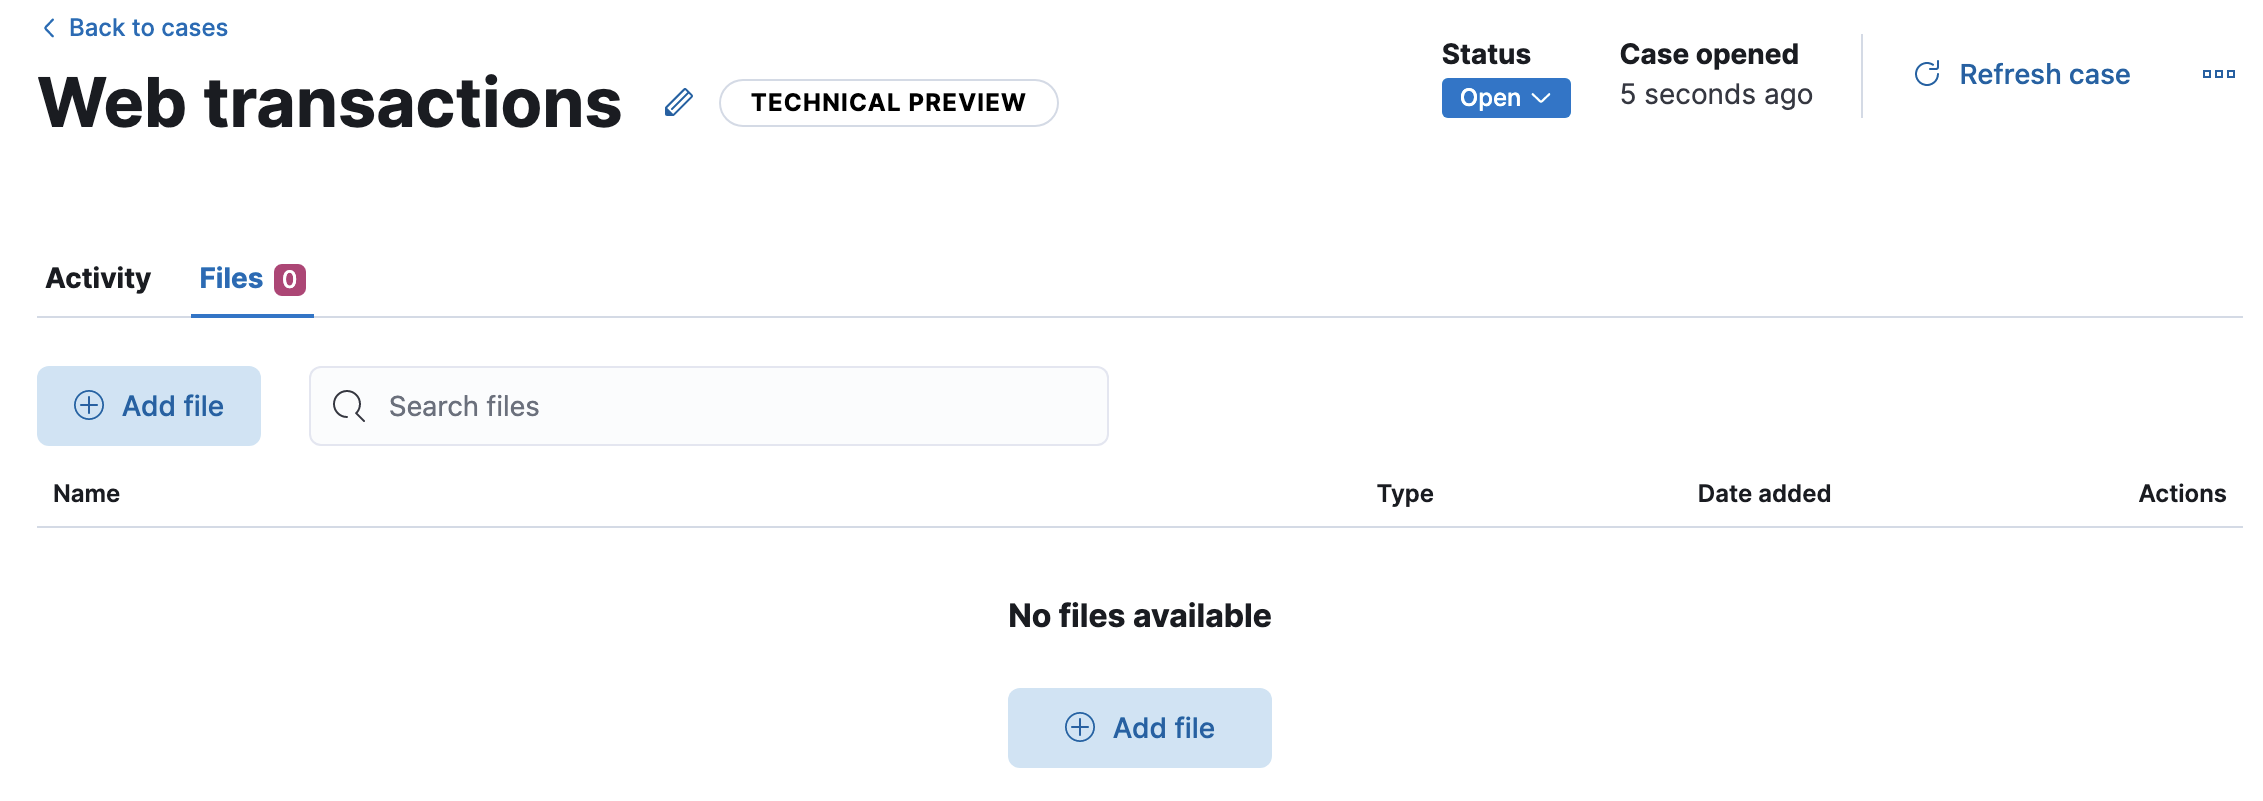 Back to cases
Web transactions
TECHNICAL PREVIEW
Status
Open
Case opened
5 seconds ago
Refresh case
Activity
Files 0
Add file
Search files
Name Type Date added Actions
No files available
Add file